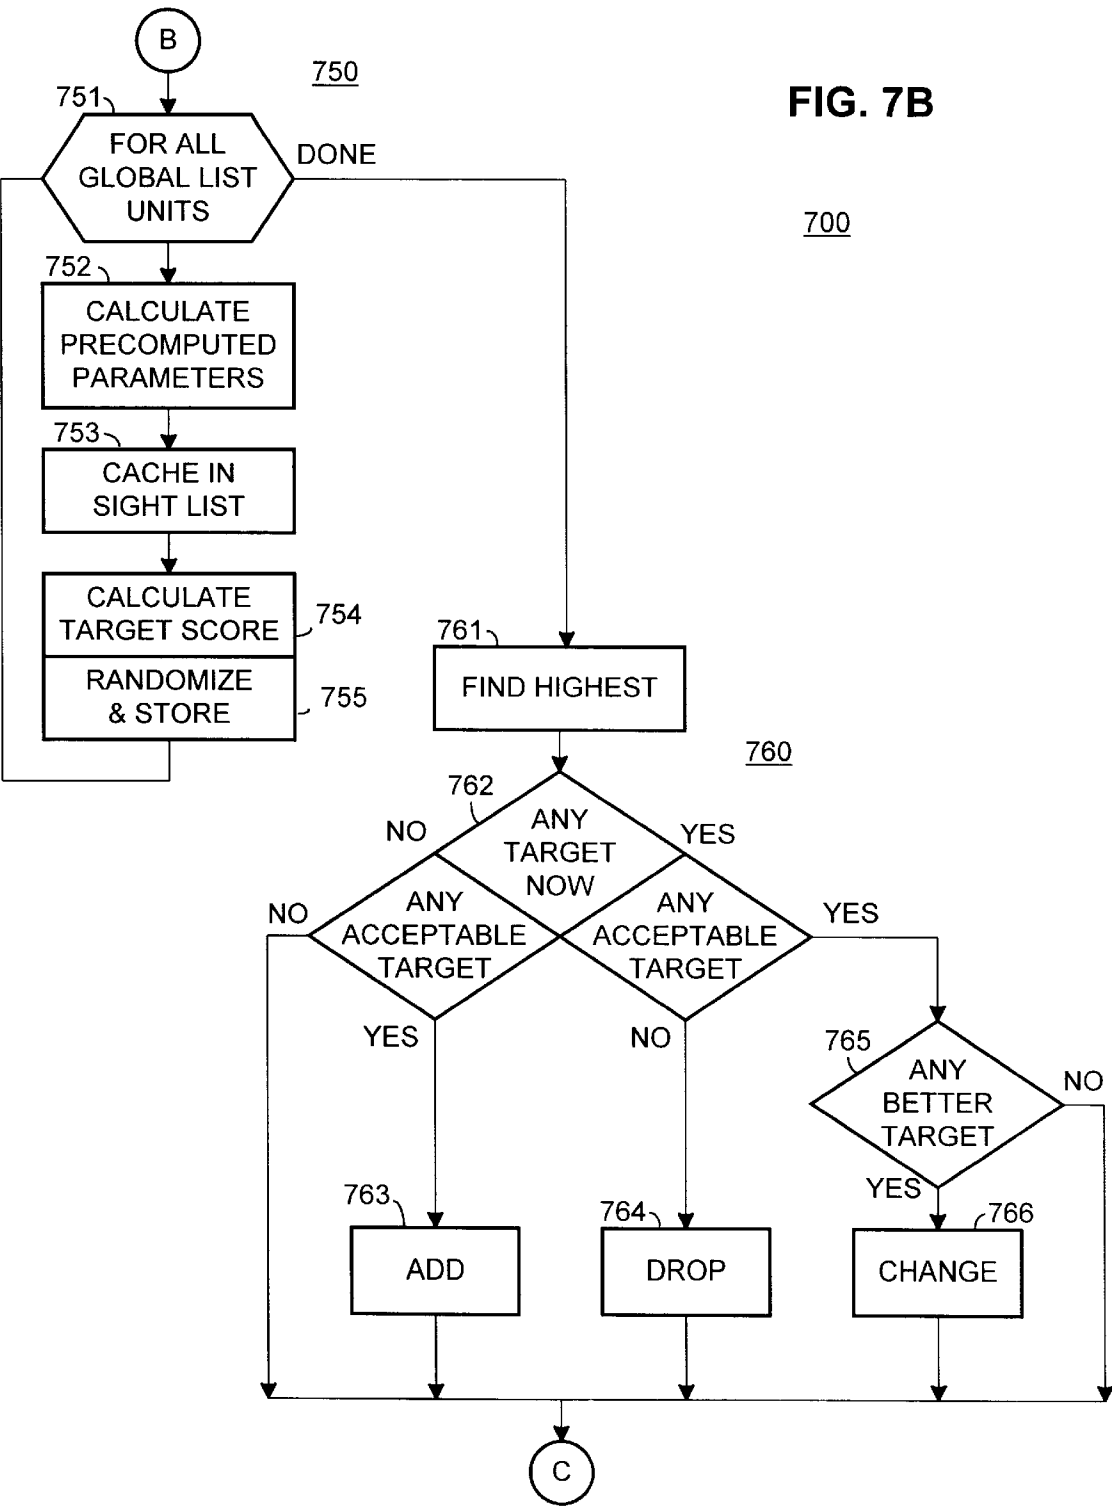 B
750
FIG. 7B
751
FOR ALL
GLOBAL LIST
UNITS
DONE
700
752
CALCULATE
PRECOMPUTED
PARAMETERS
753
CACHE IN
SIGHT LIST
CALCULATE
TARGET SCORE
754
RANDOMIZE
& STORE
755
761
FIND HIGHEST
760
762
NO
ANY
TARGET
NOW
YES
NO
ANY
ACCEPTABLE
TARGET
ANY
ACCEPTABLE
TARGET
YES
YES
NO
765
ANY
BETTER
TARGET
NO
YES
763
ADD
764
DROP
766
CHANGE
C